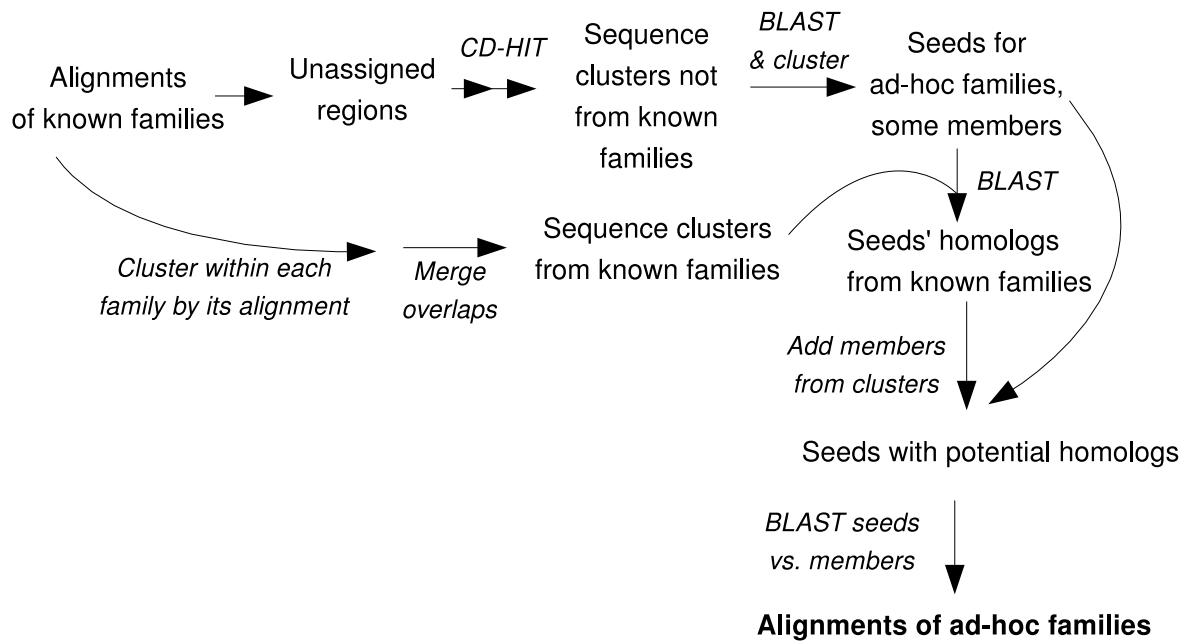 Alignments
of known families
Unassigned
regions
CD-HIT
Sequence
clusters not
from known
families
BLAST
& cluster
Seeds for
ad-hoc families,
some members
BLAST
Cluster within each
family by its alignment
Merge
overlaps
Sequence clusters
from known families
Seeds' homologs
from known families
Add members
from clusters
Seeds with potential homologs
BLAST seeds
vs. members
Alignments of ad-hoc families